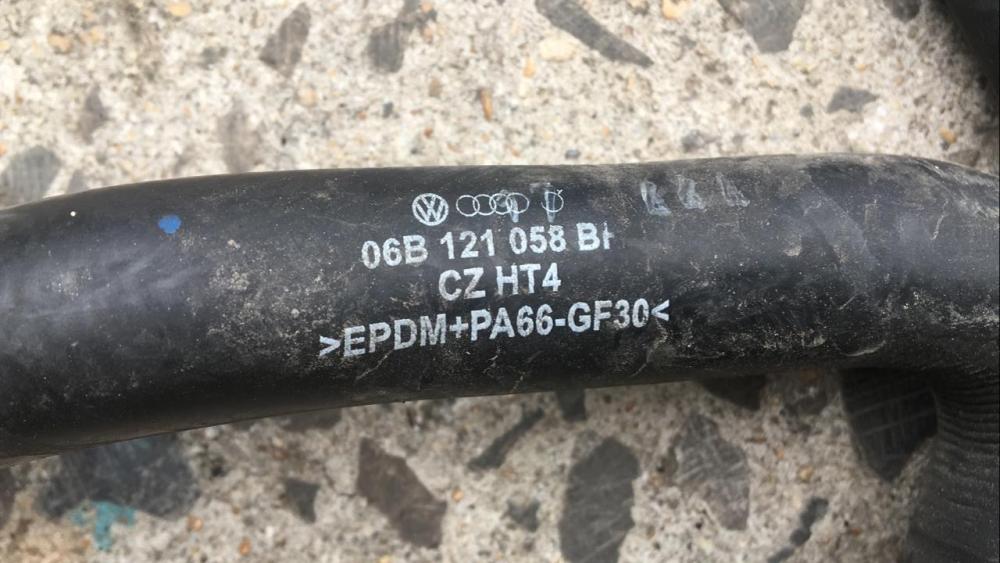 06B 121 058
CZ HT4
>EPDM+PA66-GF30<